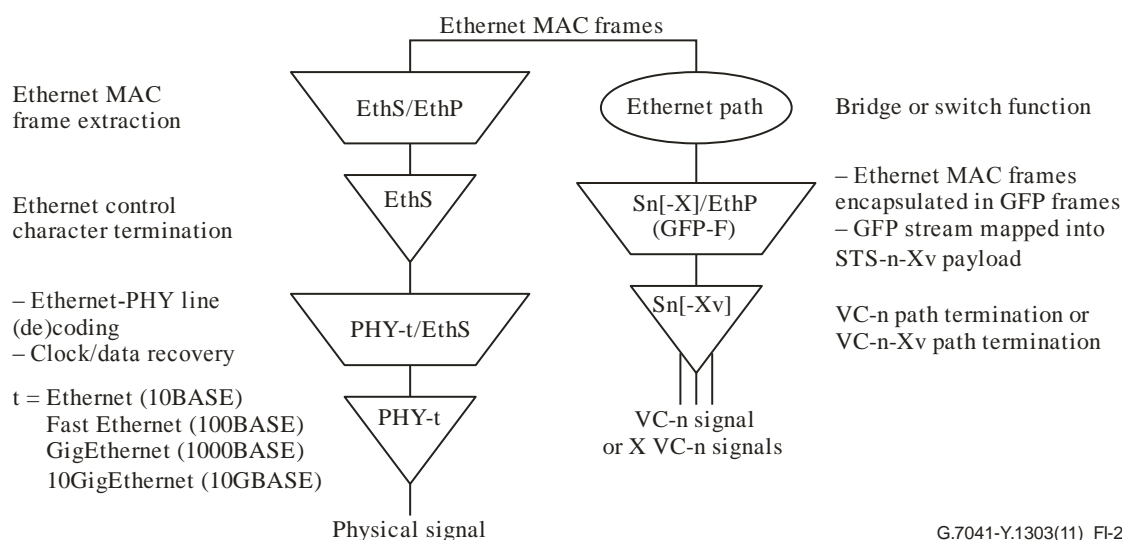 Ethernet MAC frames
Ethernet MAC
frame extraction
EthS/EthP
Ethernet path
Bridge or switch function
Ethernet control
character termination
EthS
Sn[-X]/EthP
(GFP-F)
– Ethernet MAC frames
encapsulated in GFP frames
– GFP stream mapped into
STS-n-Xv payload
– Ethernet-PHY line
(de)coding
– Clock/data recovery
PHY-t/EthS
Sn[-Xv]
VC-n path termination or
VC-n-Xv path termination
t = Ethernet (10BASE)
Fast Ethernet (100BASE)
GigEthernet (1000BASE)
10GigEthernet (10GBASE)
PHY-t
VC-n signal
or X VC-n signals
Physical signal
G.7041-Y.1303(11)_FI-2